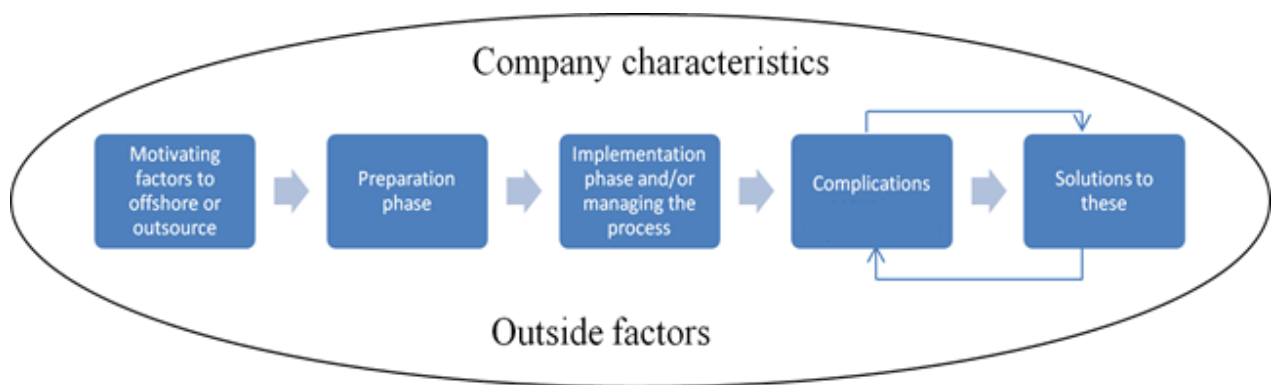 Company characteristics
Motivating
factors to
offshore or
outsource
Preparation
phase
Implementation
phase and/or
managing the
process
Complications
Solutions to
these
Outside factors